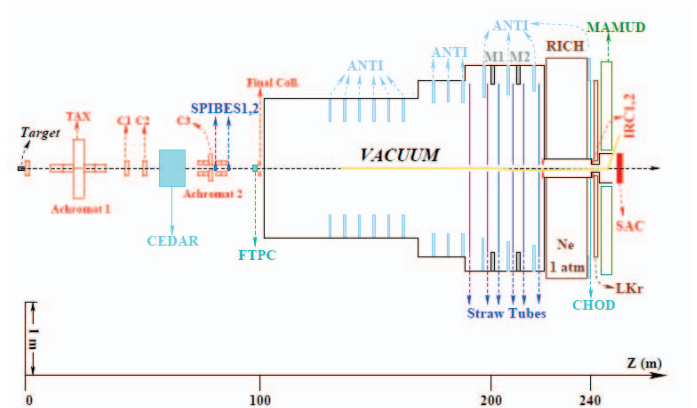 ANTI
MAMUD
RICH
ANTI
M1 M2
ANTI
Final Coll.
IRC1,2
TAX
C1 C2
C3
SPIBES1,2
Target
VACUUM
Achromat 1
Achromat 2
SAC
CEDAR
FTPC
Ne
1 atm
LKr
CHOD
Straw Tubes
1 m
Z (m)
0
100
200
240